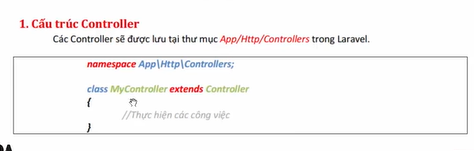 1. Cấu trúc Controller
Các Controller sẽ được lưu tại thư mục App/Http/Controllers trong Laravel.
namespace App\Http\Controllers;
class MyController extends Controller
{
//Thực hiện các công việc
}